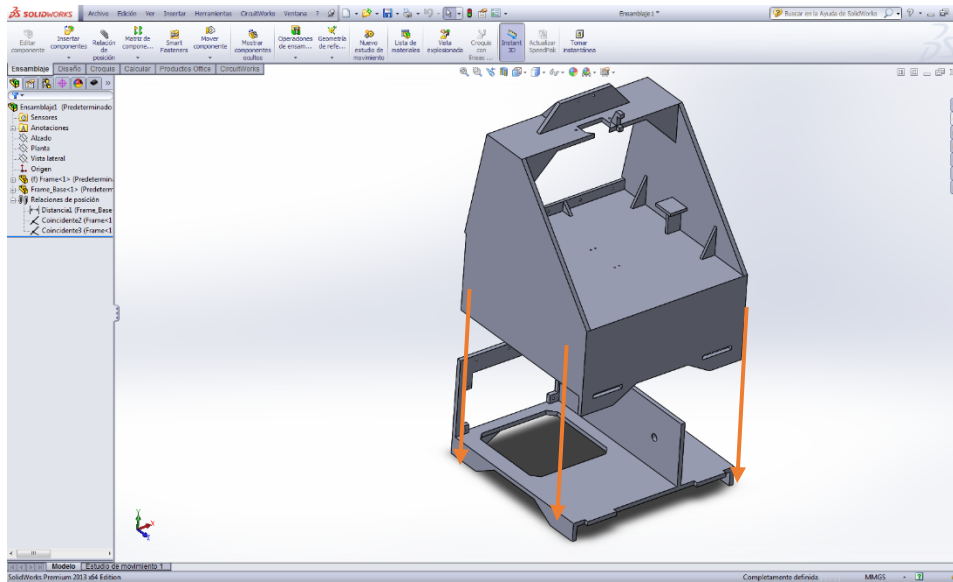 SOLIDWORKS Archivo Edición Ver Insertar Herramientas CircuitWorks Ventana ? Ensamblaje1 * Buscar en la Ayuda de SolidWorks
Editar componente
Insertar componentes
Relación de posición
Matriz de compone...
Smart Fasteners
Mover componente
Mostrar componentes ocultos
Operaciones de ensam...
Geometría de refe...
Nuevo estudio de movimiento
Lista de materiales
Vista explosionada
Croquis con líneas ...
Instant 3D
Actualizar SpeedPak
Tomar instantánea
Ensamblaje Diseño Croquis Calcular Productos Office CircuitWorks
Ensamblaje1 (Predeterminado
Sensores
Anotaciones
Alzado
Planta
Vista lateral
Origen
(f) Frame<1> (Predetermin
Frame_Base<1> (Predeterm
Relaciones de posición
Distancia1 (Frame_Base
Coincidente2 (Frame<1
Coincidente3 (Frame<1
Modelo Estudio de movimiento 1
SolidWorks Premium 2013 x64 Edition Completamente definida MMGS